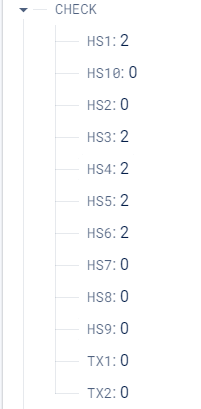 CHECK
HS1: 2
HS10: 0
HS2: 0
HS3: 2
HS4: 2
HS5: 2
HS6: 2
HS7: 0
HS8: 0
HS9: 0
TX1: 0
TX2: 0